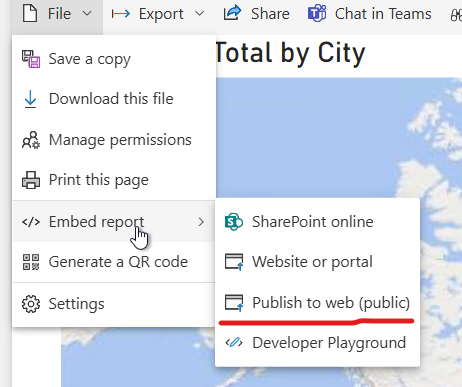 File
Export
Share
Chat in Teams
Total by City
Save a copy
Download this file
Manage permissions
Print this page
Embed report
Generate a QR code
Settings
SharePoint online
Website or portal
Publish to web (public)
Developer Playground